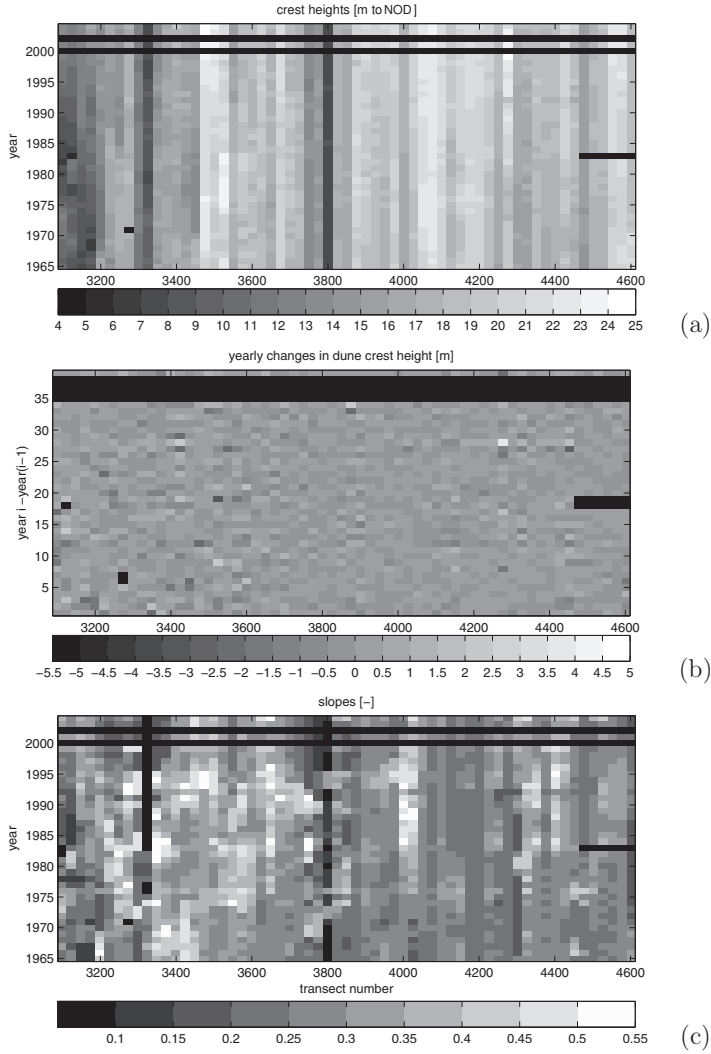 crest heights [m to NOD]
year
2000
1995
1990
1985
1980
1975
1970
1965
3200 3400 3600 3800 4000 4200 4400 4600
4 5 6 7 8 9 10 11 12 13 14 15 16 17 18 19 20 21 22 23 24 25
(a)
yearly changes in dune crest height [m]
year i −year(i−1)
35
30
25
20
15
10
5
3200 3400 3600 3800 4000 4200 4400 4600
−5.5 −5 −4.5 −4 −3.5 −3 −2.5 −2 −1.5 −1 −0.5 0 0.5 1 1.5 2 2.5 3 3.5 4 4.5 5
(b)
slopes [−]
year
2000
1995
1990
1985
1980
1975
1970
1965
3200 3400 3600 3800 4000 4200 4400 4600
transect number
0.1 0.15 0.2 0.25 0.3 0.35 0.4 0.45 0.5 0.55
(c)